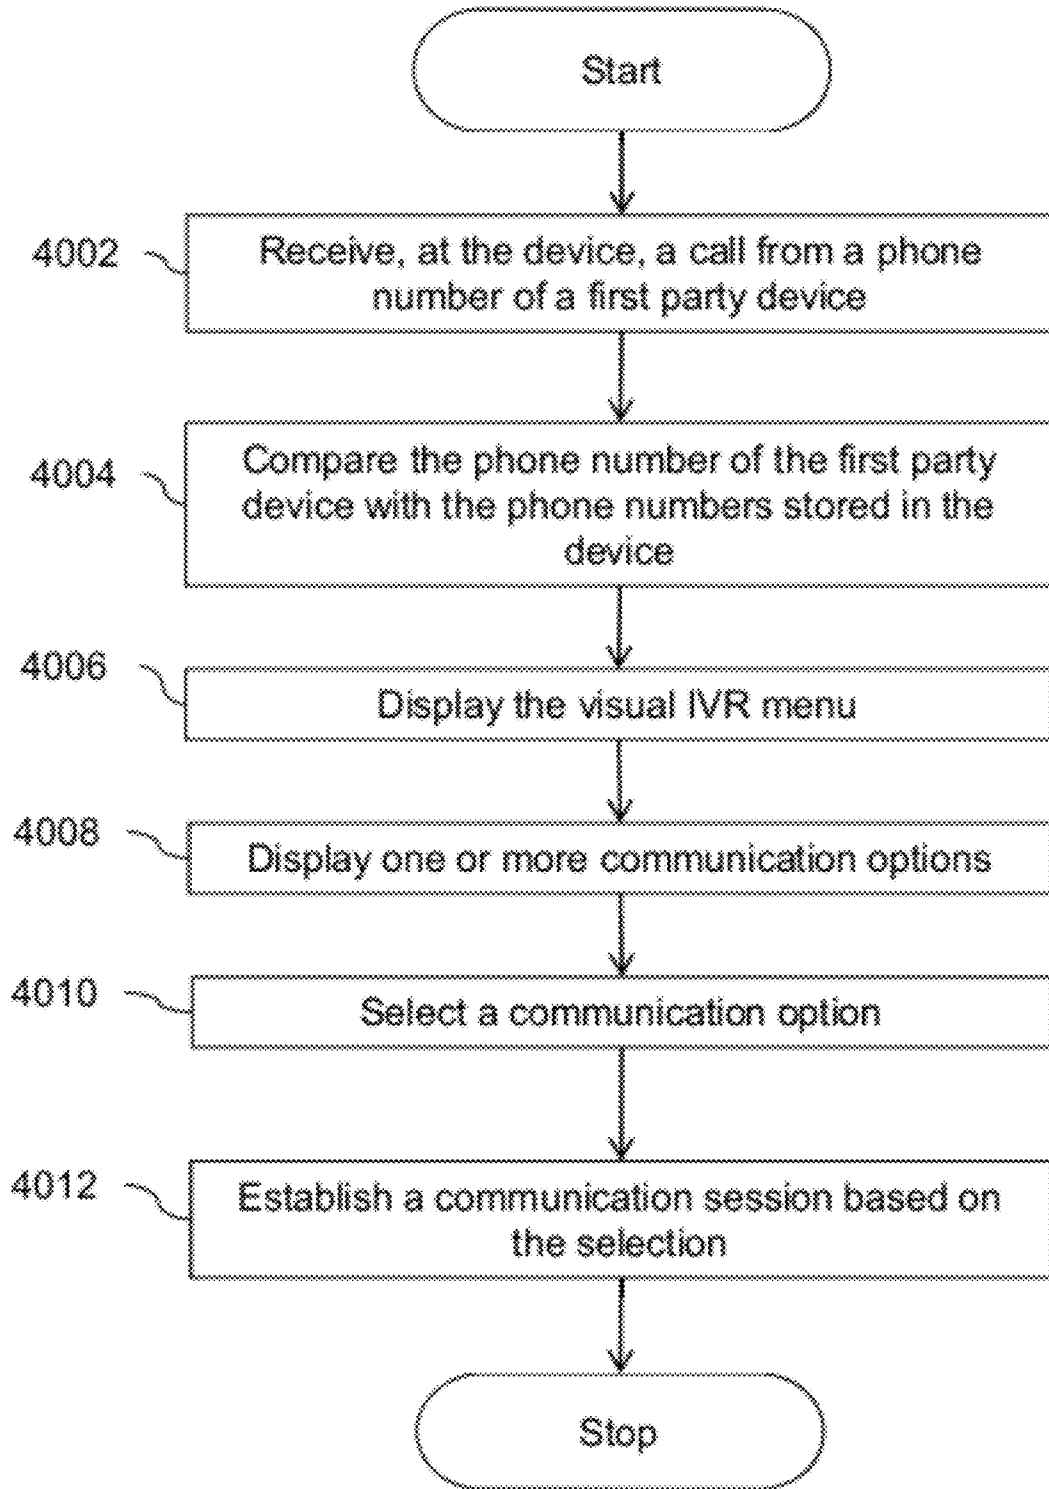 Start
4002
Receive, at the device, a call from a phone
number of a first party device
4004
Compare the phone number of the first party
device with the phone numbers stored in the
device
4006
Display the visual IVR menu
4008
Display one or more communication options
4010
Select a communication option
4012
Establish a communication session based on
the selection
Stop